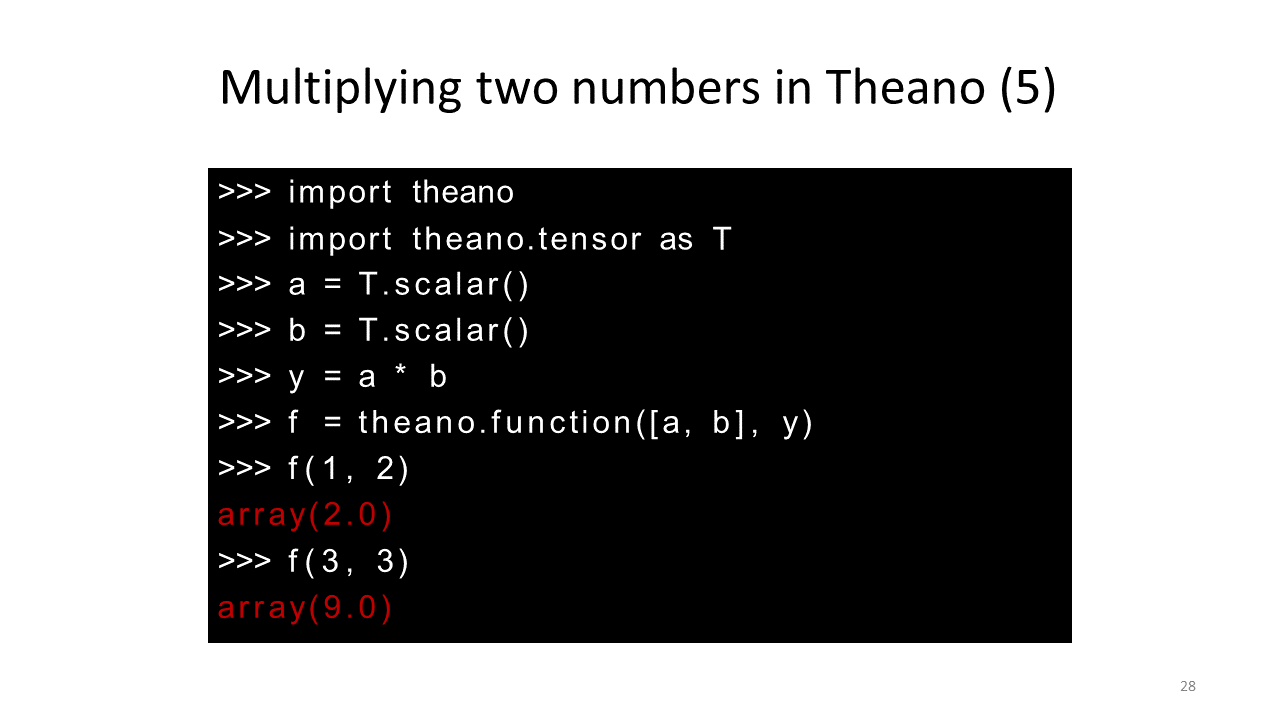 Multiplying two numbers in Theano (5)
>>> import theano
>>> import theano.tensor as T
>>> a = T.scalar()
>>> b = T.scalar()
>>> y = a * b
>>> f = theano.function([a, b], y)
>>> f(1, 2)
array(2.0)
>>> f(3, 3)
array(9.0)
28